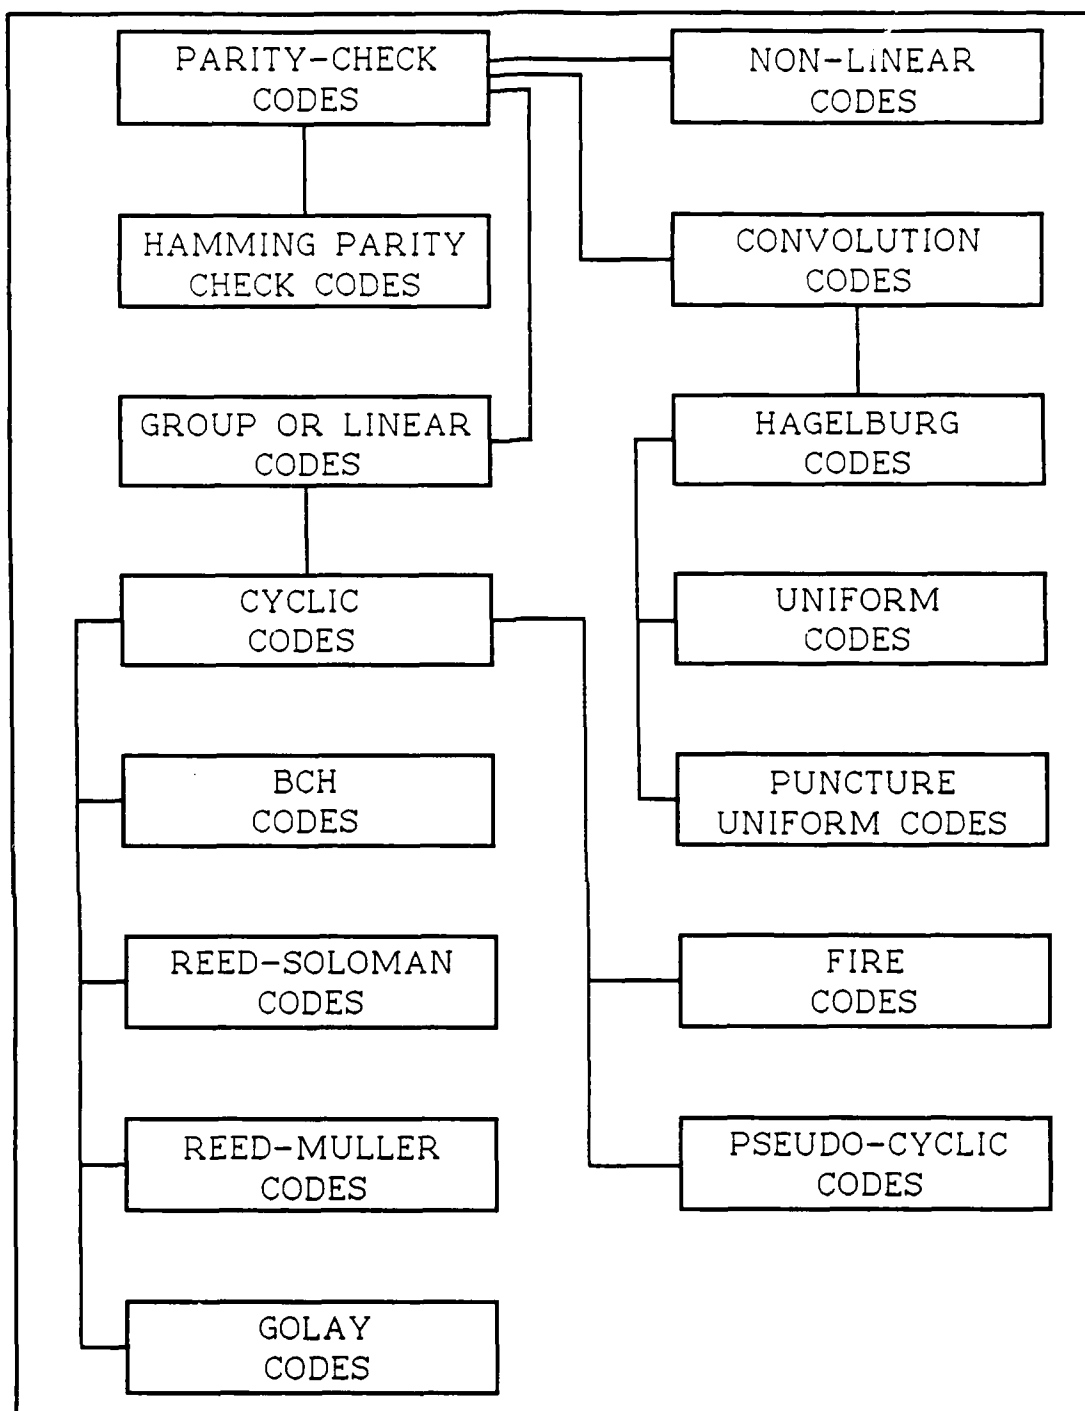 PARITY-CHECK
CODES
NON-LINEAR
CODES
HAMMING PARITY
CHECK CODES
CONVOLUTION
CODES
GROUP OR LINEAR
CODES
HAGELBURG
CODES
CYCLIC
CODES
UNIFORM
CODES
BCH
CODES
PUNCTURE
UNIFORM CODES
REED-SOLOMAN
CODES
FIRE
CODES
REED-MULLER
CODES
PSEUDO-CYCLIC
CODES
GOLAY
CODES